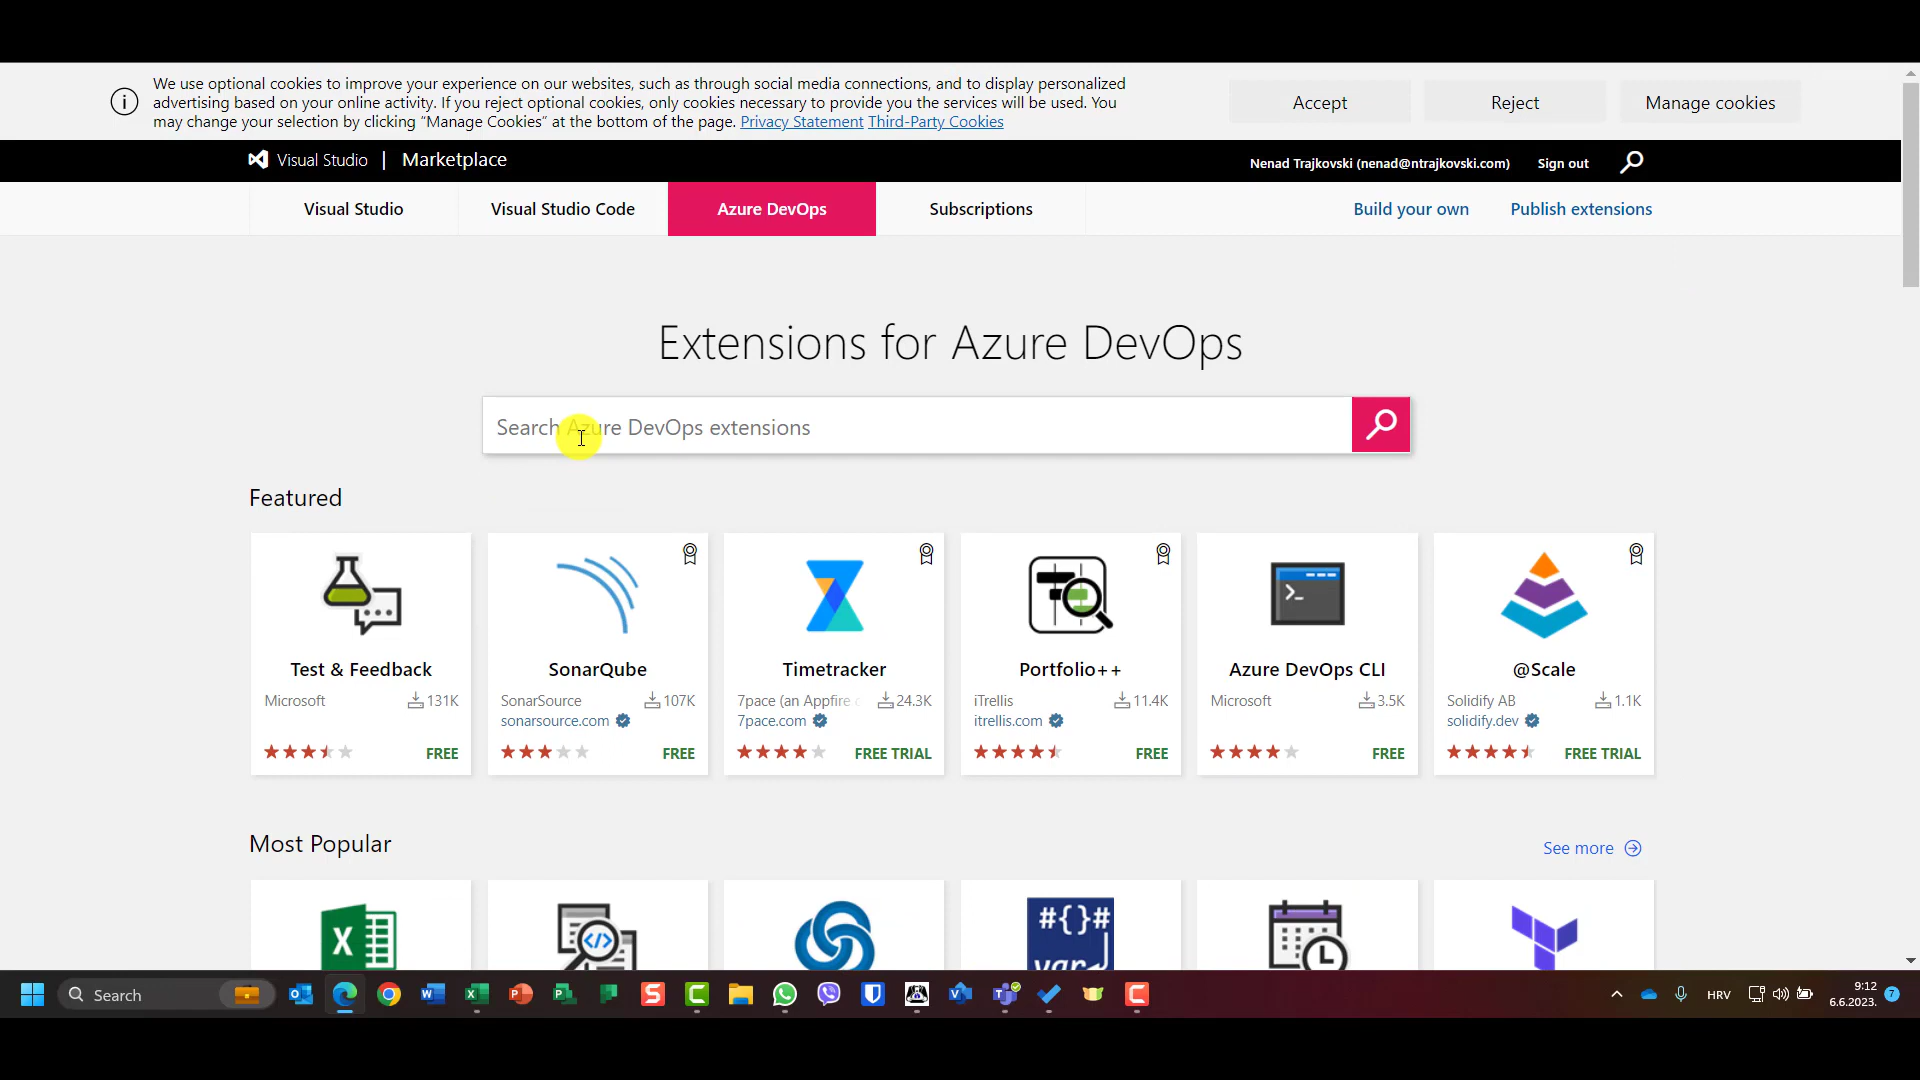 We use optional cookies to improve your experience on our websites, such as through social media connections, and to display personalized
advertising based on your online activity. If you reject optional cookies, only cookies necessary to provide you the services will be used. You
may change your selection by clicking “Manage Cookies” at the bottom of the page. Privacy Statement Third-Party Cookies
Accept
Reject
Manage cookies
Visual Studio | Marketplace
Nenad Trajkovski (nenad@ntrajkovski.com)
Sign out
Visual Studio
Visual Studio Code
Azure DevOps
Subscriptions
Build your own
Publish extensions
Extensions for Azure DevOps
Search Azure DevOps extensions
Featured
Test & Feedback
Microsoft
131K
FREE
SonarQube
SonarSource
107K
sonarsource.com
FREE
Timetracker
7pace (an Appfire
24.3K
7pace.com
FREE TRIAL
Portfolio++
iTrellis
11.4K
itrellis.com
FREE
Azure DevOps CLI
Microsoft
3.5K
FREE
@Scale
Solidify AB
1.1K
solidify.dev
FREE TRIAL
Most Popular
See more
#{}#
var
Search
HRV
9:12
6.6.2023.
7